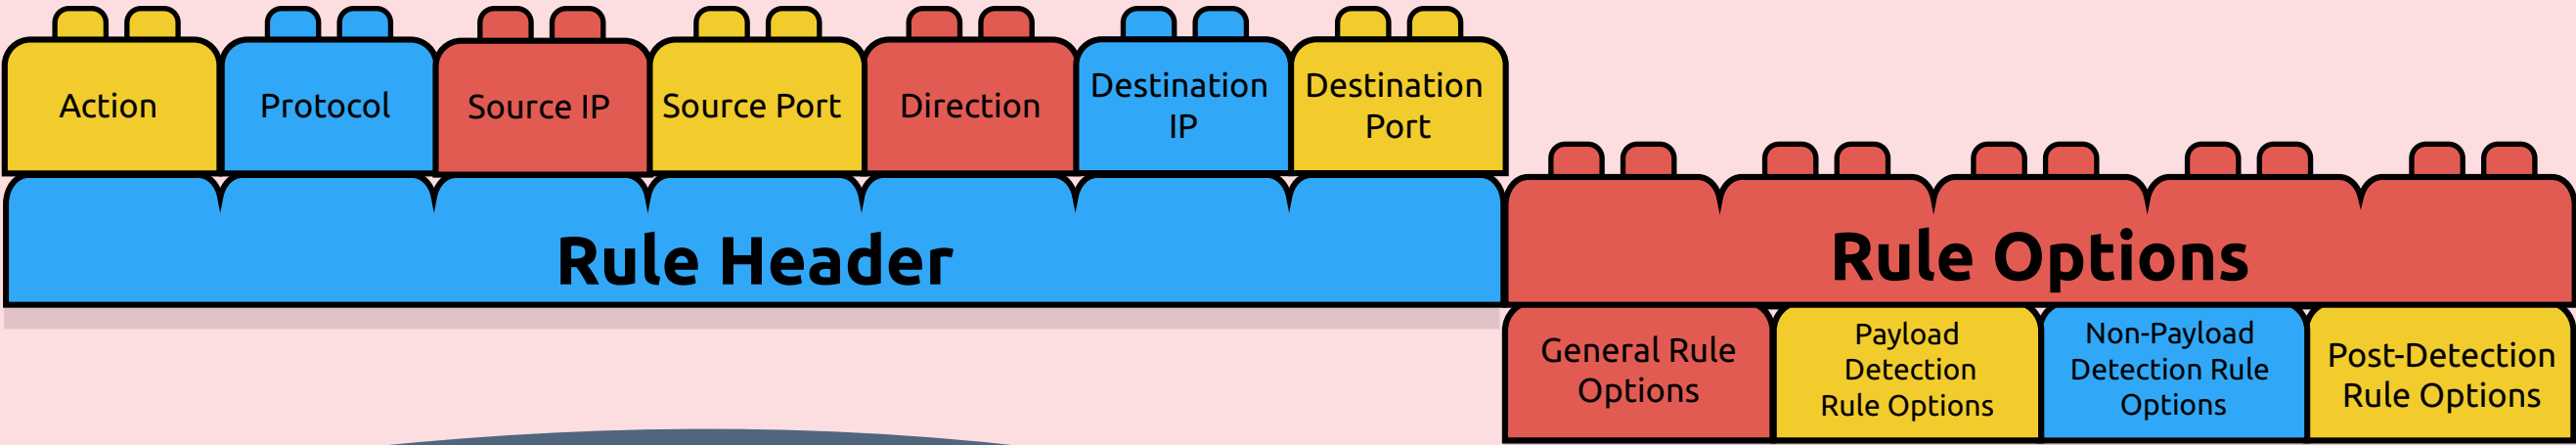 Action
Protocol
Source IP
Source Port
Direction
Destination
IP
Destination
Port
Rule Header
Rule Options
General Rule
Options
Payload
Detection
Rule Options
Non-Payload
Detection Rule
Options
Post-Detection
Rule Options